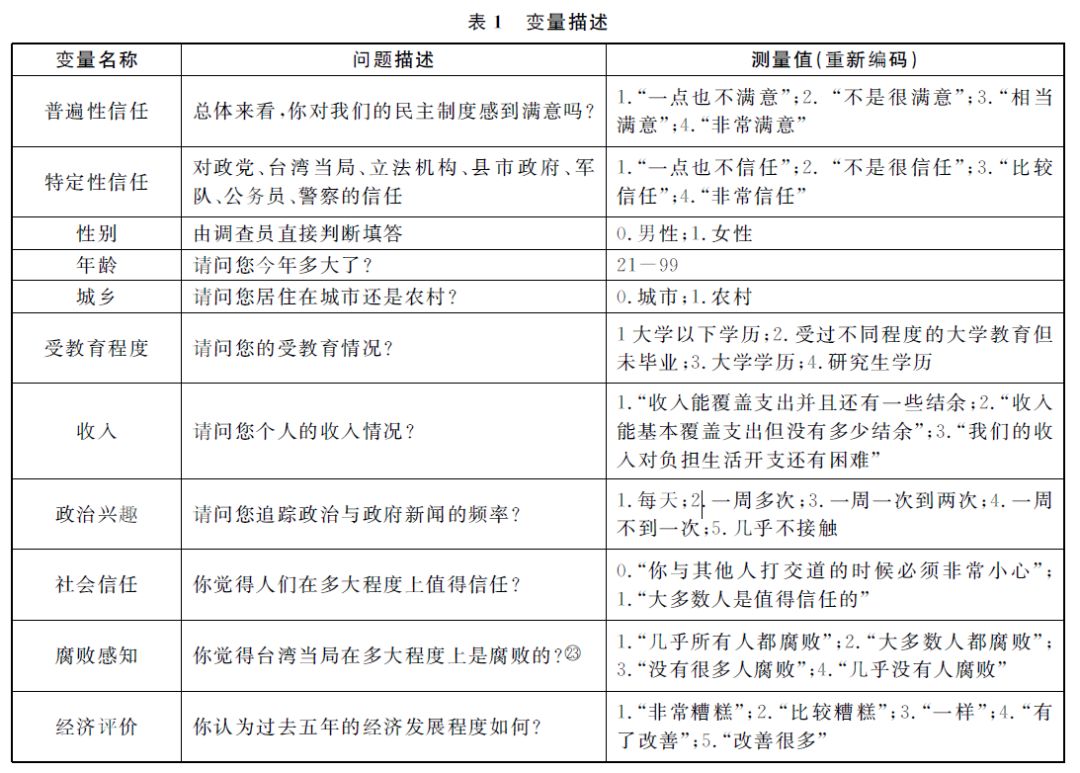 表 1 变量描述
变量名称 问题描述 测量值(重新编码)
普遍性信任 总体来看,你对我们的民主制度感到满意吗? 1.“一点也不满意”;2. “不是很满意”;3.“相当
满意”;4.“非常满意”
特定性信任 对政党、台湾当局、立法机构、县市政府、军 1.“一点也不信任”;2. “不是很信任”;3.“比较
队、公务员、警察的信任 信任”;4.“非常信任”
性别 由调查员直接判断填答 0.男性;1.女性
年龄 请问您今年多大了? 21－99
城乡 请问您居住在城市还是农村? 0.城市;1.农村
受教育程度 请问您的受教育情况? 1 大学以下学历;2.受过不同程度的大学教育但
未毕业;3.大学学历;4.研究生学历
收入 请问您个人的收入情况? 1.“收入能覆盖支出并且还有一些结余;2.“收入
能基本覆盖支出但没有多少结余”;3.“我们的收
入对负担生活开支还有困难”
政治兴趣 请问您追踪政治与政府新闻的频率? 1.每天;2.一周多次;3.一周一次到两次;4.一周
不到一次;5.几乎不接触
社会信任 你觉得人们在多大程度上值得信任? 0.“你与其他人打交道的时候必须非常小心”;
1.“大多数人是值得信任的”
腐败感知 你觉得台湾当局在多大程度上是腐败的?㉓ 1.“几乎所有人都腐败”;2.“大多数人都腐败”;
3.“没有很多人腐败”;4.“几乎没有人腐败”
经济评价 你认为过去五年的经济发展程度如何? 1.“非常糟糕”;2.“比较糟糕”;3.“一样”;4.“有
了改善”;5.“改善很多”